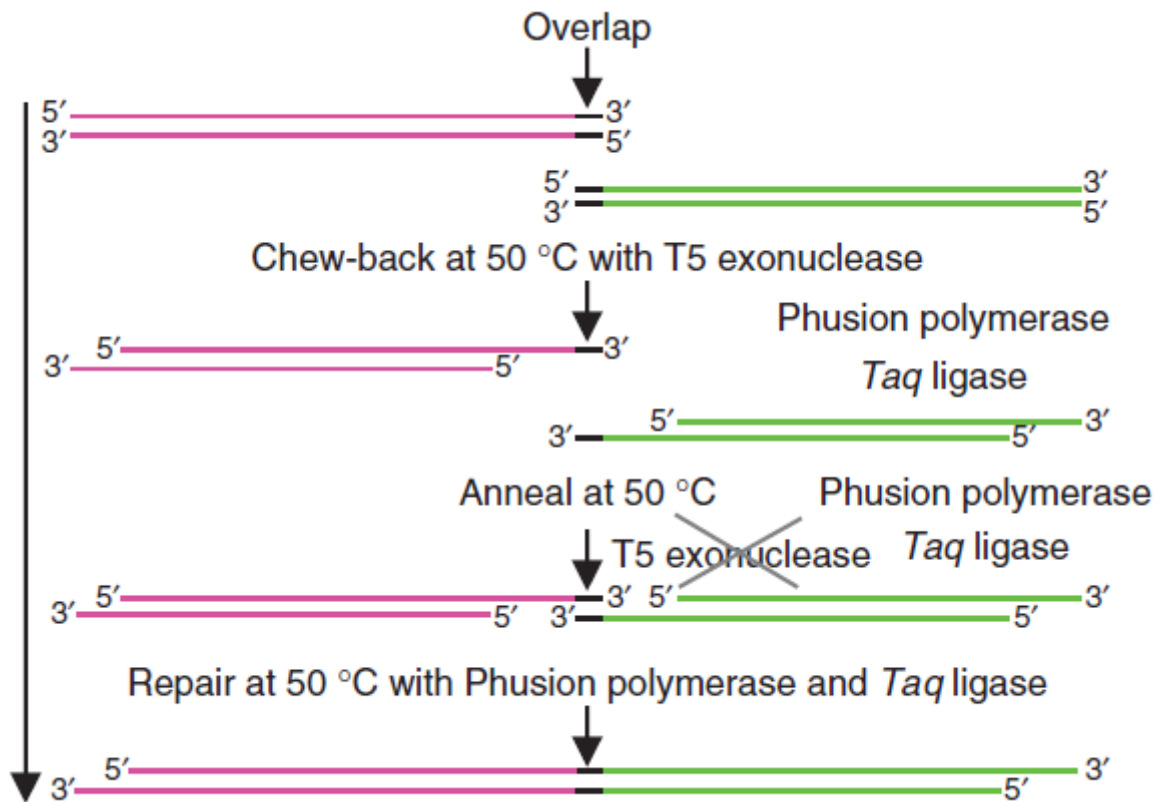 Overlap
5′ 3′
3′ 5′
5′ 3′
3′ 5′
Chew-back at 50 °C with T5 exonuclease
Phusion polymerase
5′ 3′
3′ 5′
Taq ligase
5′ 3′
3′ 5′
Anneal at 50 °C Phusion polymerase
T5 exonuclease Taq ligase
5′ 3′ 5′ 3′
3′ 5′ 3′ 5′
Repair at 50 °C with Phusion polymerase and Taq ligase
5′ 3′
3′ 5′